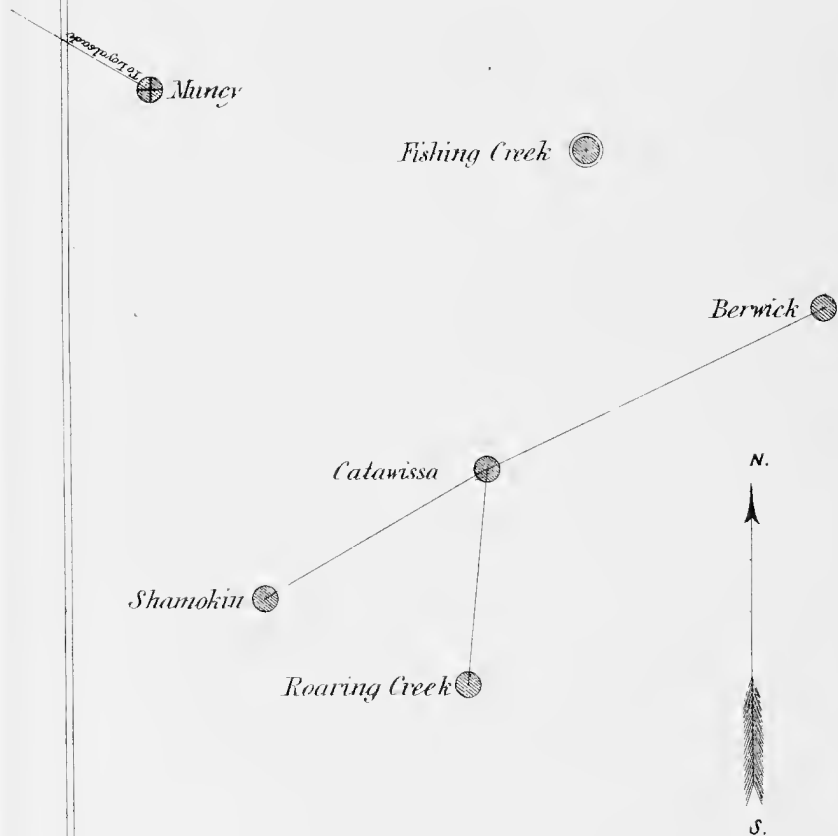 To Loyalsock
Muncy
Fishing Creek
Berwick
Catawissa
N.
Shamokin
Roaring Creek
S.